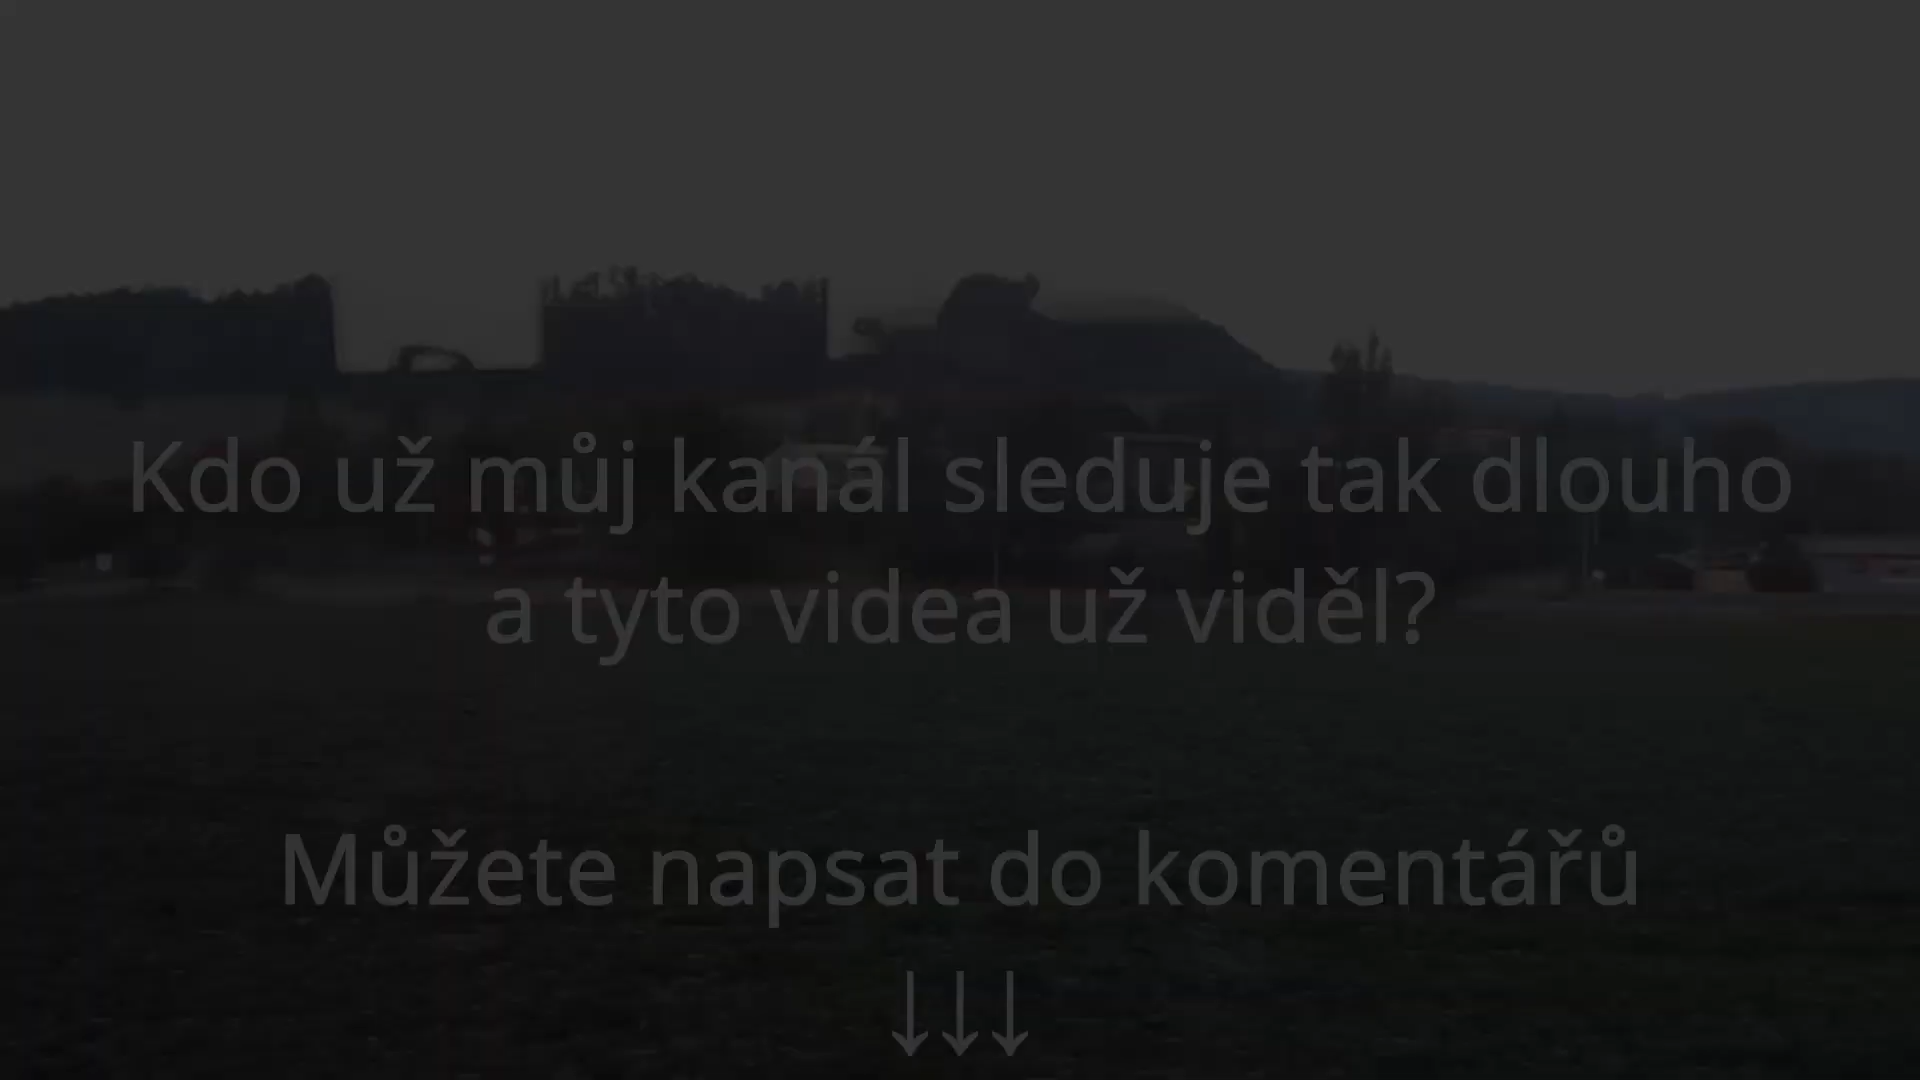 Kdo už můj kanál sleduje tak dlouho
a tyto videa už viděl?
Můžete napsat do komentářů
↓↓↓